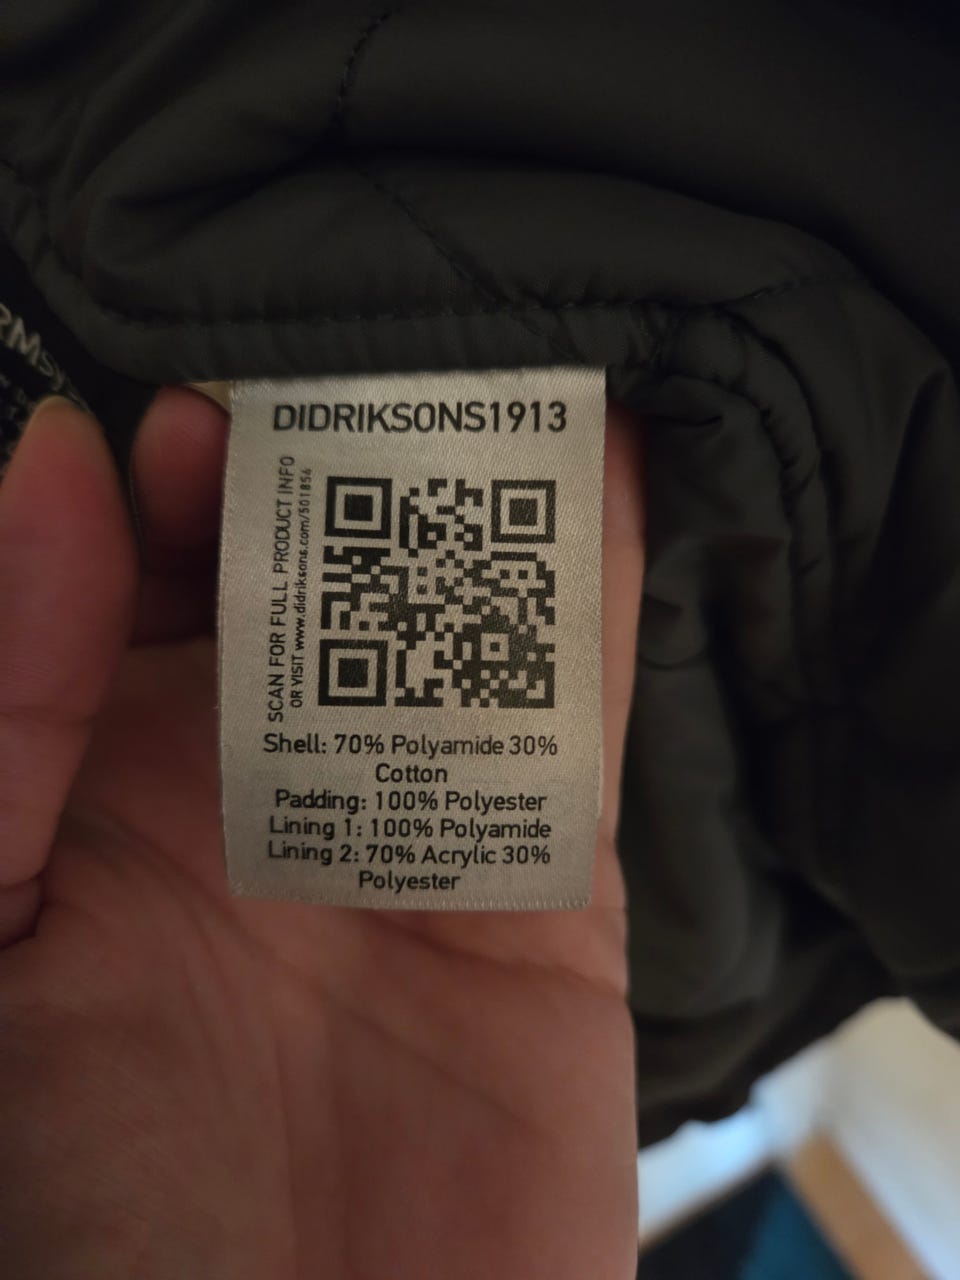 DIDRIKSONS1913
SCAN FOR FULL PRODUCT INFO
OR VISIT www.didriksons.com/501856
Shell: 70% Polyamide 30%
Cotton
Padding: 100% Polyester
Lining 1: 100% Polyamide
Lining 2: 70% Acrylic 30%
Polyester